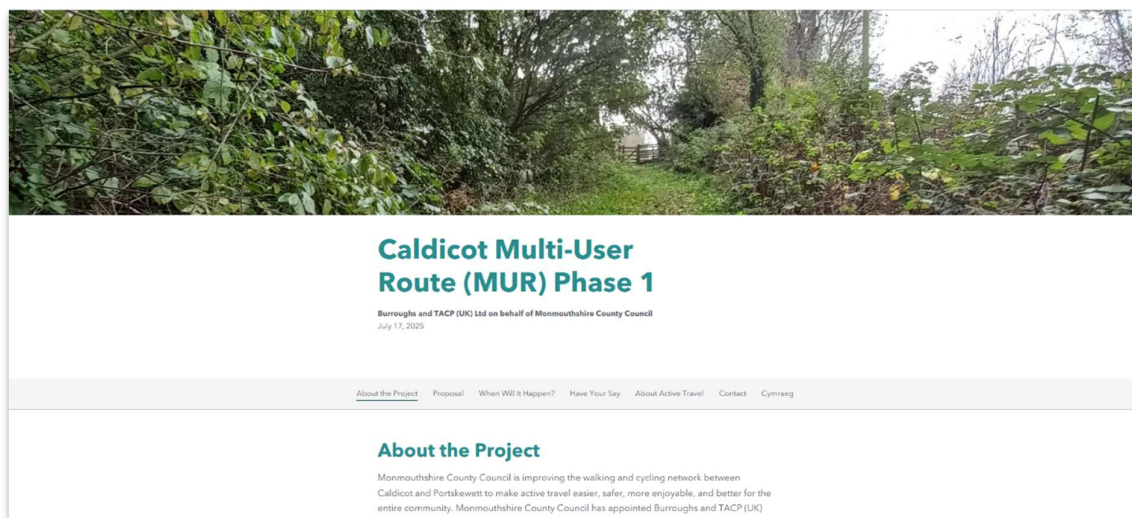 Caldicot Multi-User
Route (MUR) Phase 1
Burroughs and TACP (UK) Ltd on behalf of Monmouthshire County Council
July 17, 2025
About the Project Proposal When Will It Happen? Have Your Say About Active Travel Contact Cymraeg
About the Project
Monmouthshire County Council is improving the walking and cycling network between
Caldicot and Portskewett to make active travel easier, safer, more enjoyable, and better for the
entire community. Monmouthshire County Council has appointed Burroughs and TACP (UK)